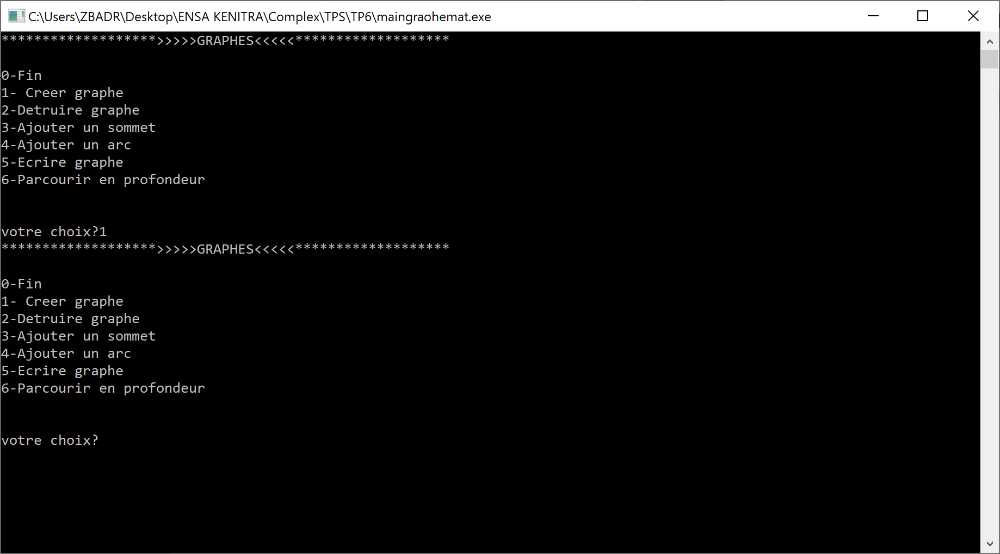 C:\Users\ZBADR\Desktop\ENSA KENITRA\Complex\TPS\TP6\maingraohemat.exe
*******************>>>>>GRAPHES<<<<<*******************
0-Fin
1- Creer graphe
2-Detruire graphe
3-Ajouter un sommet
4-Ajouter un arc
5-Ecrire graphe
6-Parcourir en profondeur
votre choix?1
*******************>>>>>GRAPHES<<<<<*******************
0-Fin
1- Creer graphe
2-Detruire graphe
3-Ajouter un sommet
4-Ajouter un arc
5-Ecrire graphe
6-Parcourir en profondeur
votre choix?